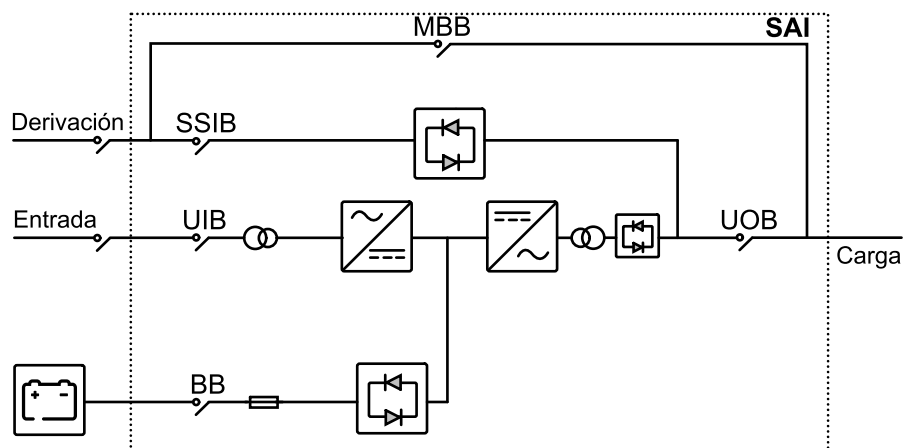 MBB
SAI
Derivación
SSIB
Entrada
UIB
UOB
Carga
BB